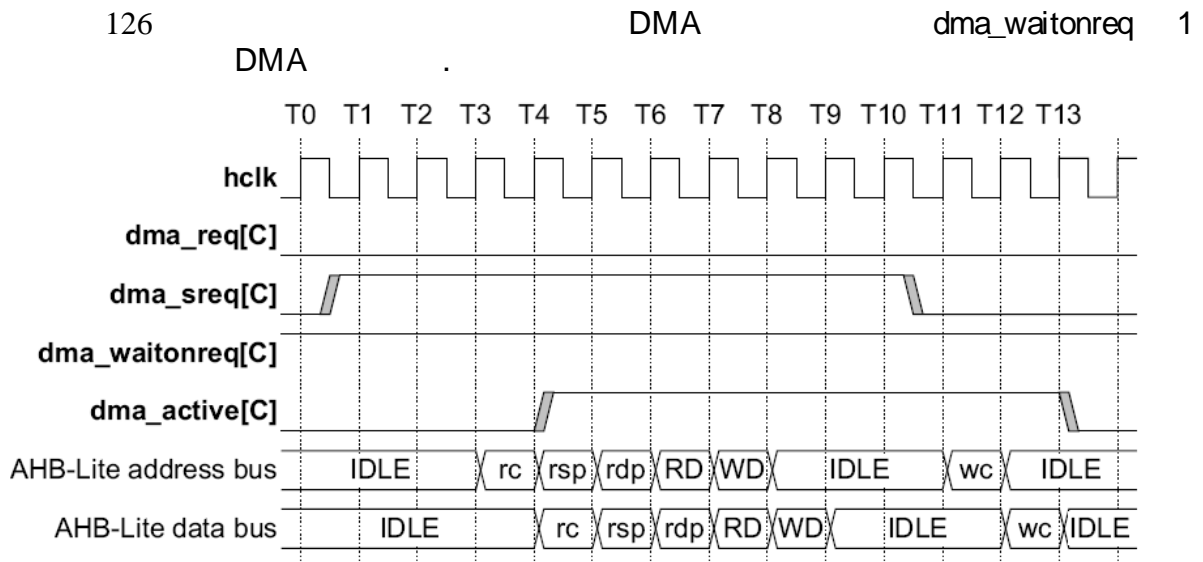 126 DMA dma_waitonreq 1
DMA .
T0 T1 T2 T3 T4 T5 T6 T7 T8 T9 T10 T11 T12 T13
hclk
dma_req[C]
dma_sreq[C]
dma_waitonreq[C]
dma_active[C]
AHB-Lite address bus IDLE rc rsp rdp RD WD IDLE wc IDLE
AHB-Lite data bus IDLE rc rsp rdp RD WD IDLE wc IDLE